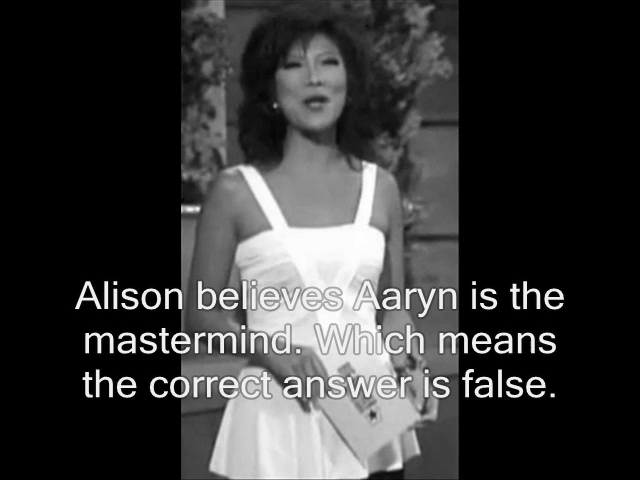 Alison believes Aaryn is the
mastermind. Which means
the correct answer is false.